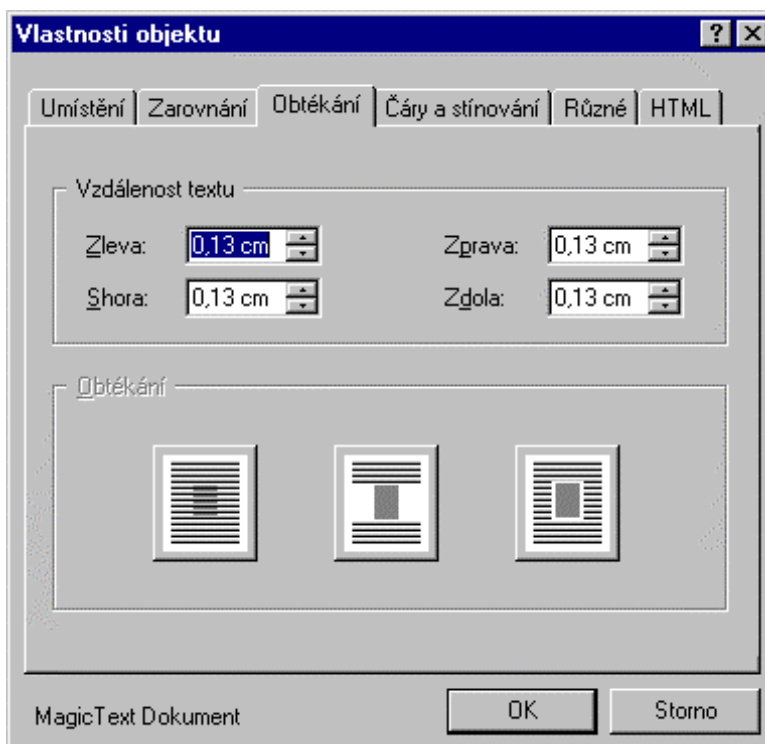 Vlastnosti objektu
Umístění Zarovnání Obtékání Čáry a stínování Různé HTML
Vzdálenost textu
Zleva: 0,13 cm Zprava: 0,13 cm
Shora: 0,13 cm Zdola: 0,13 cm
Obtékání
MagicText Dokument OK Storno